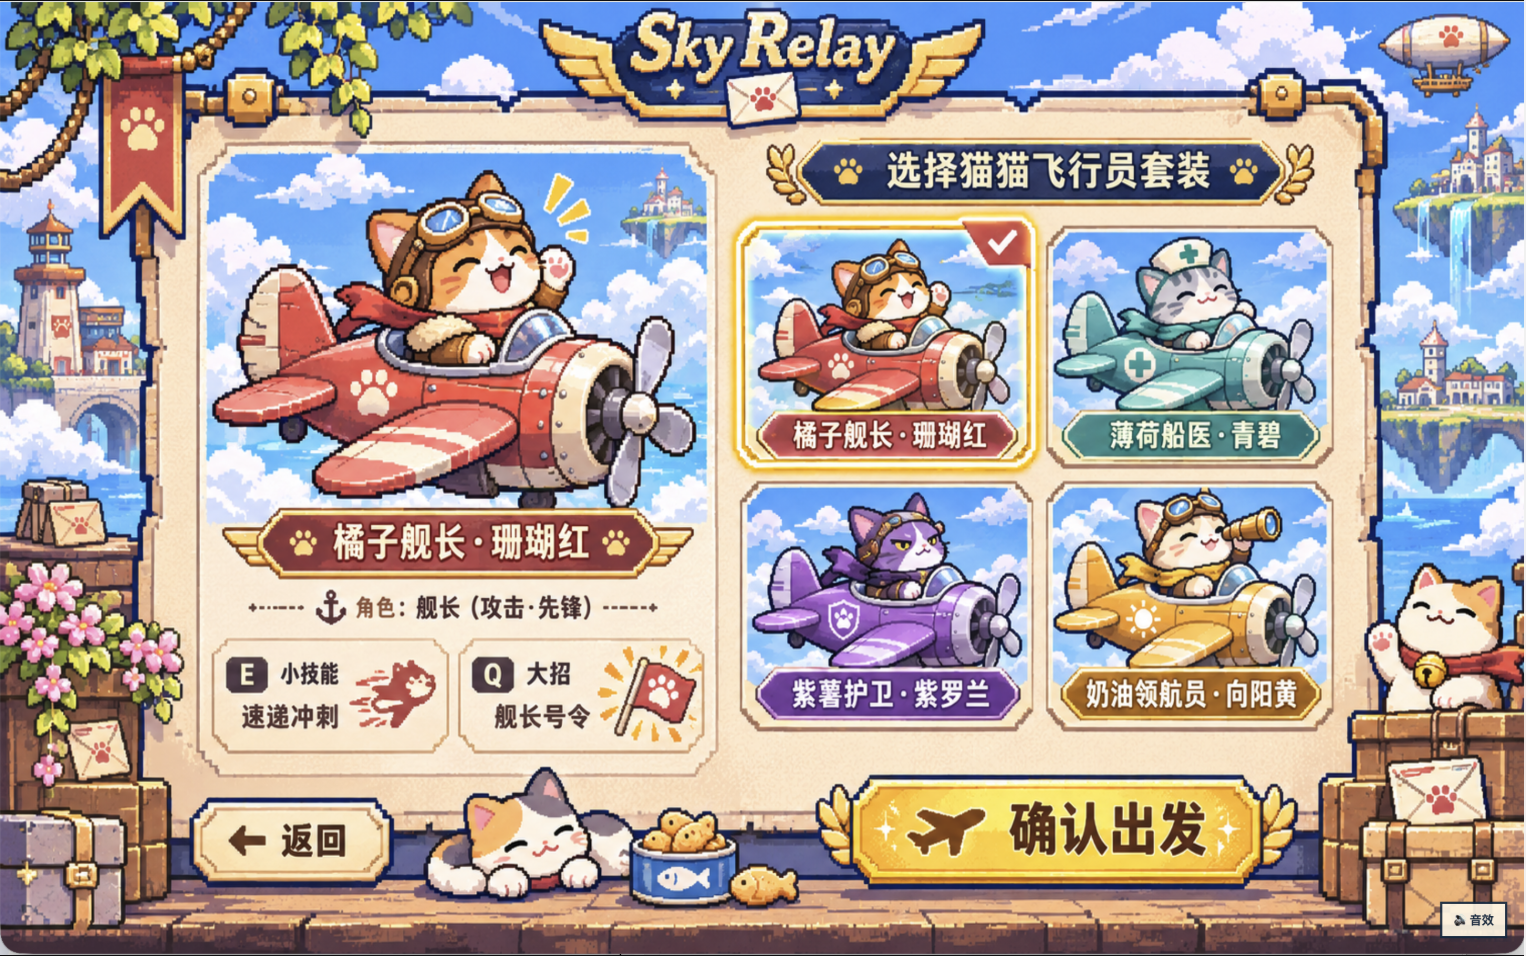 Sky Relay
选择猫猫飞行员套装
橘子舰长·珊瑚红
角色：舰长（攻击·先锋）
E 小技能
速递冲刺
Q 大招
舰长号令
橘子舰长·珊瑚红
薄荷船医·青碧
紫薯护卫·紫罗兰
奶油领航员·向阳黄
返回
确认出发
音效